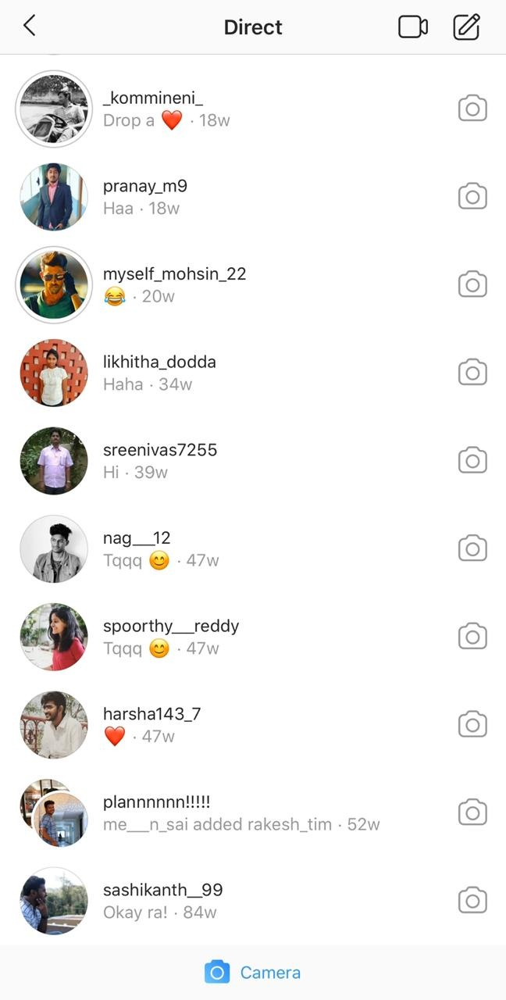 Direct
_kommineni_
Drop a ❤️ · 18w
pranay_m9
Haa · 18w
myself_mohsin_22
😂 · 20w
likhitha_dodda
Haha · 34w
sreenivas7255
Hi · 39w
nag___12
Tqqq 😊 · 47w
spoorthy___reddy
Tqqq 😊 · 47w
harsha143_7
❤️ · 47w
plannnnnn!!!!!
me___n_sai added rakesh_tim · 52w
sashikanth__99
Okay ra! · 84w
Camera